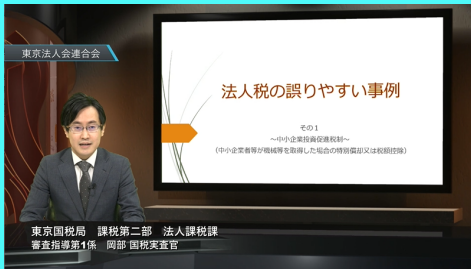 東京法人会連合会
法人税の誤りやすい事例
その1
～中小企業投資促進税制～
(中小企業者等が機械等を取得した場合の特別償却又は税額控除)
東京国税局 課税第二部 法人課税課
審査指導第1係 岡部 国税実査官